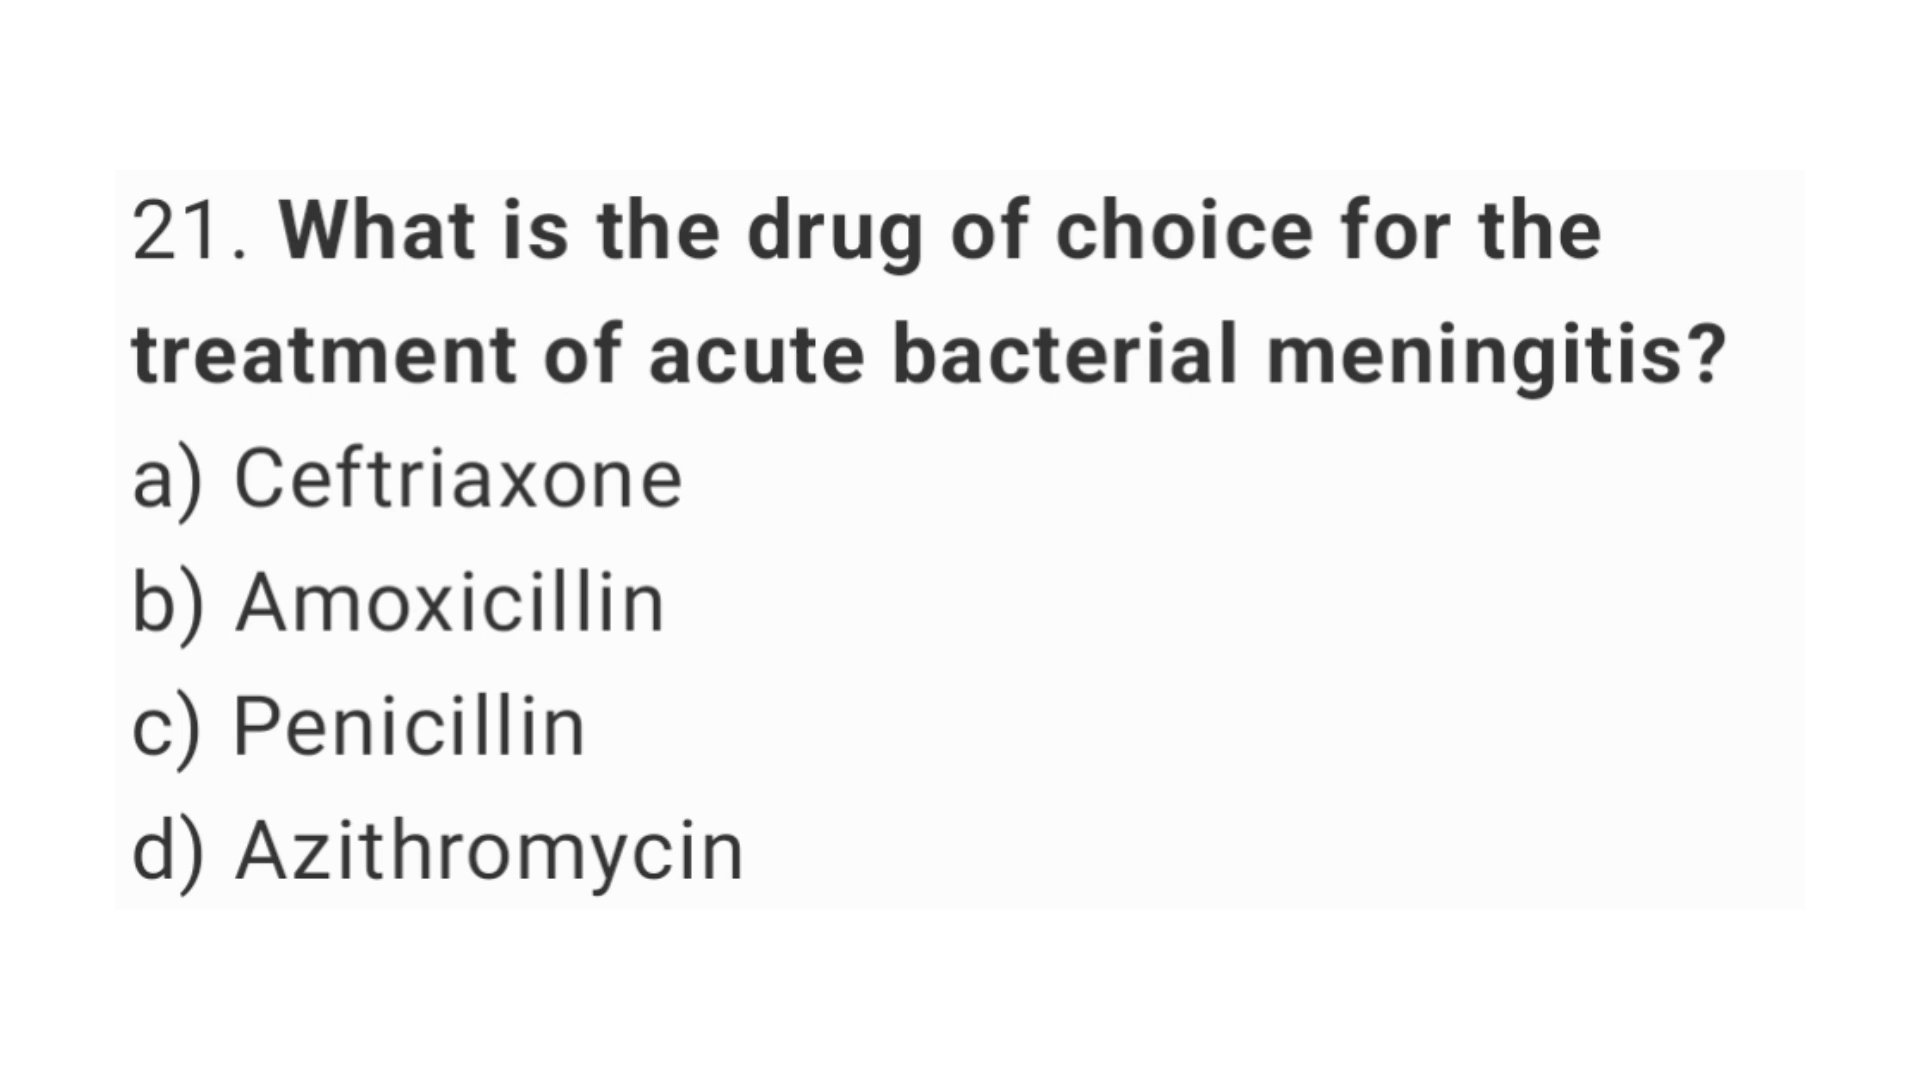 21. What is the drug of choice for the
treatment of acute bacterial meningitis?
a) Ceftriaxone
b) Amoxicillin
c) Penicillin
d) Azithromycin